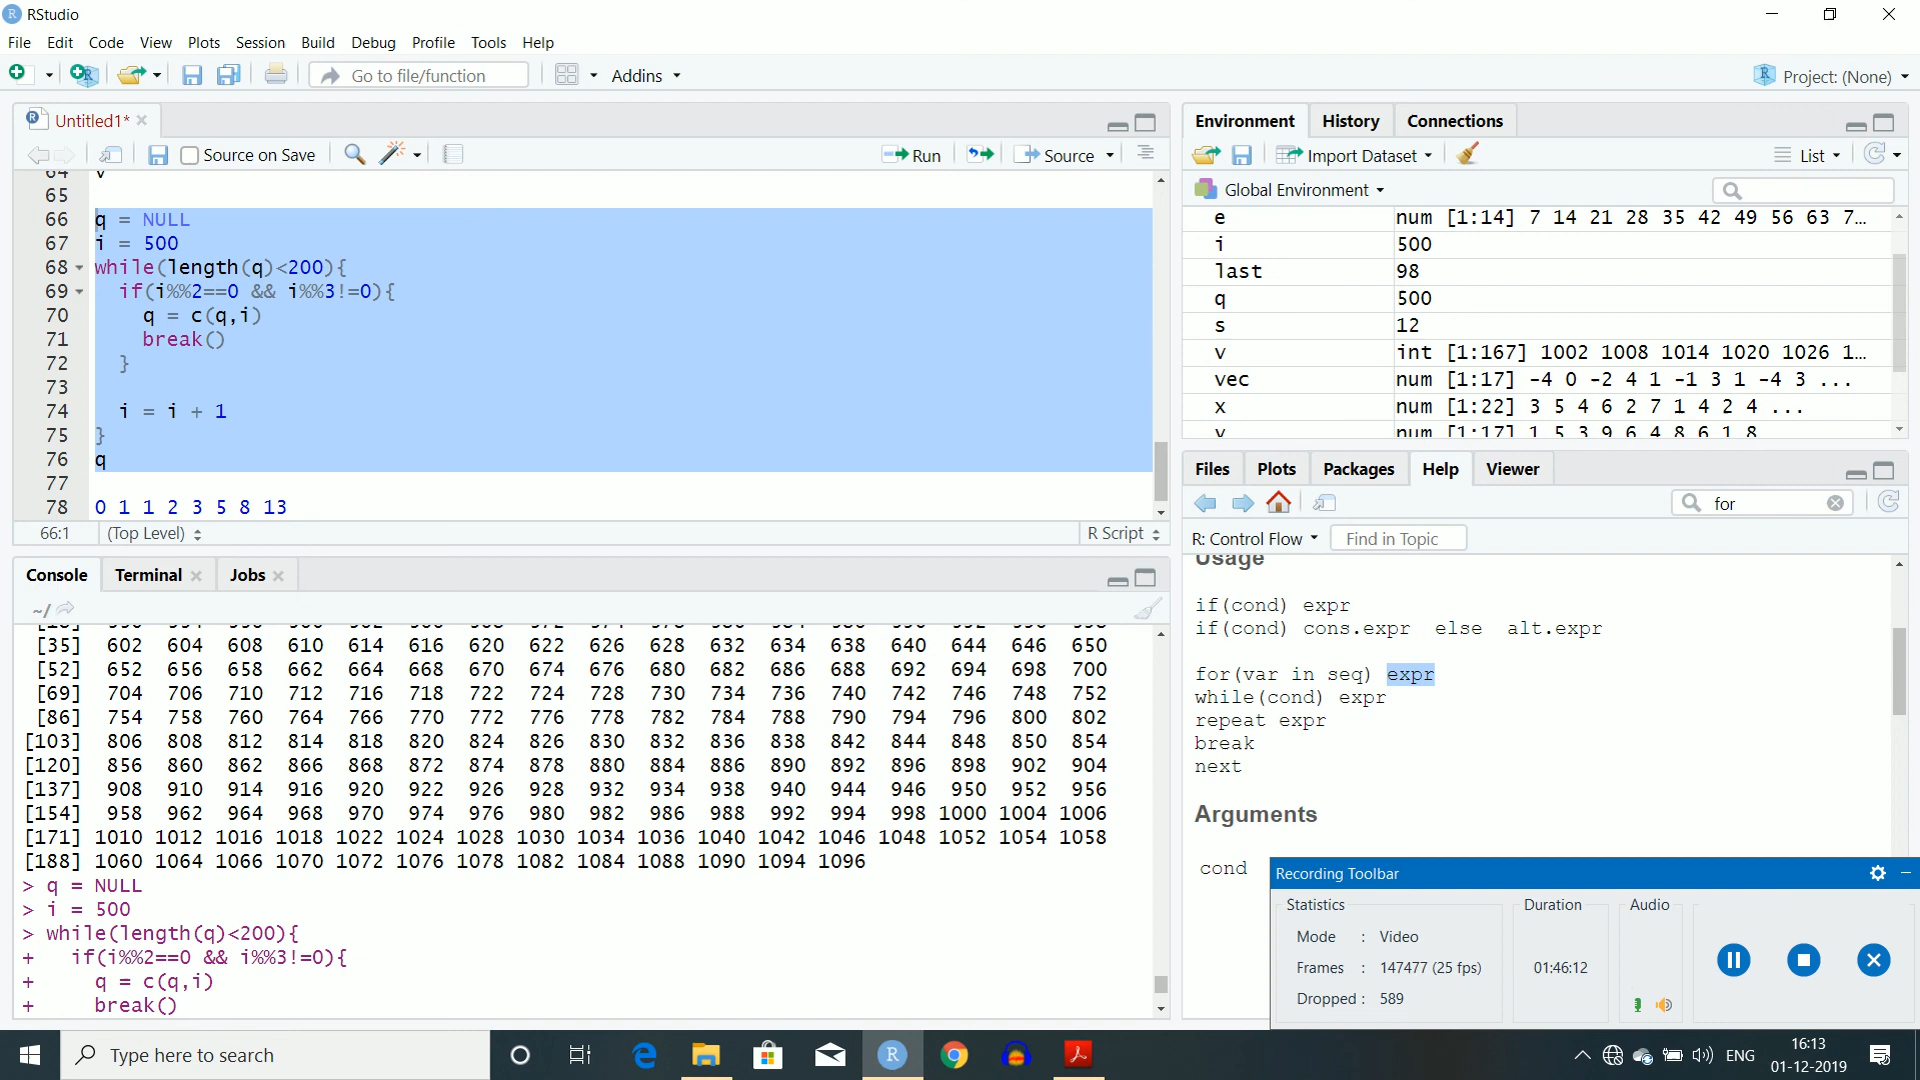 RStudio
File Edit Code View Plots Session Build Debug Profile Tools Help
Go to file/function Addins Project: (None)
Untitled1*
Source on Save Run Source
64 v
65
66 q = NULL
67 i = 500
68 while(length(q)<200){
69 if(i%%2==0 && i%%3!=0){
70 q = c(q,i)
71 break()
72 }
73
74 i = i + 1
75 }
76 q
77
78 0 1 1 2 3 5 8 13
66:1 (Top Level) R Script
Console Terminal Jobs
~/
[35] 602 604 608 610 614 616 620 622 626 628 632 634 638 640 644 646 650
[52] 652 656 658 662 664 668 670 674 676 680 682 686 688 692 694 698 700
[69] 704 706 710 712 716 718 722 724 728 730 734 736 740 742 746 748 752
[86] 754 758 760 764 766 770 772 776 778 782 784 788 790 794 796 800 802
[103] 806 808 812 814 818 820 824 826 830 832 836 838 842 844 848 850 854
[120] 856 860 862 866 868 872 874 878 880 884 886 890 892 896 898 902 904
[137] 908 910 914 916 920 922 926 928 932 934 938 940 944 946 950 952 956
[154] 958 962 964 968 970 974 976 980 982 986 988 992 994 998 1000 1004 1006
[171] 1010 1012 1016 1018 1022 1024 1028 1030 1034 1036 1040 1042 1046 1048 1052 1054 1058
[188] 1060 1064 1066 1070 1072 1076 1078 1082 1084 1088 1090 1094 1096
> q = NULL
> i = 500
> while(length(q)<200){
+ if(i%%2==0 && i%%3!=0){
+ q = c(q,i)
+ break()
Environment History Connections
Import Dataset List
Global Environment
e num [1:14] 7 14 21 28 35 42 49 56 63 7…
i 500
last 98
q 500
s 12
v int [1:167] 1002 1008 1014 1020 1026 1…
vec num [1:17] -4 0 -2 4 1 -1 3 1 -4 3 ...
x num [1:22] 3 5 4 6 2 7 1 4 2 4 ...
num [1:17] 1 5 3 9 6 4 8 6 1 8
Files Plots Packages Help Viewer
for
R: Control Flow Find in Topic
Usage
if(cond) expr
if(cond) cons.expr else alt.expr
for(var in seq) expr
while(cond) expr
repeat expr
break
next
Arguments
cond
Recording Toolbar
Statistics Duration Audio
Mode : Video
Frames : 147477 (25 fps) 01:46:12
Dropped : 589
Type here to search
ENG
16:13
01-12-2019